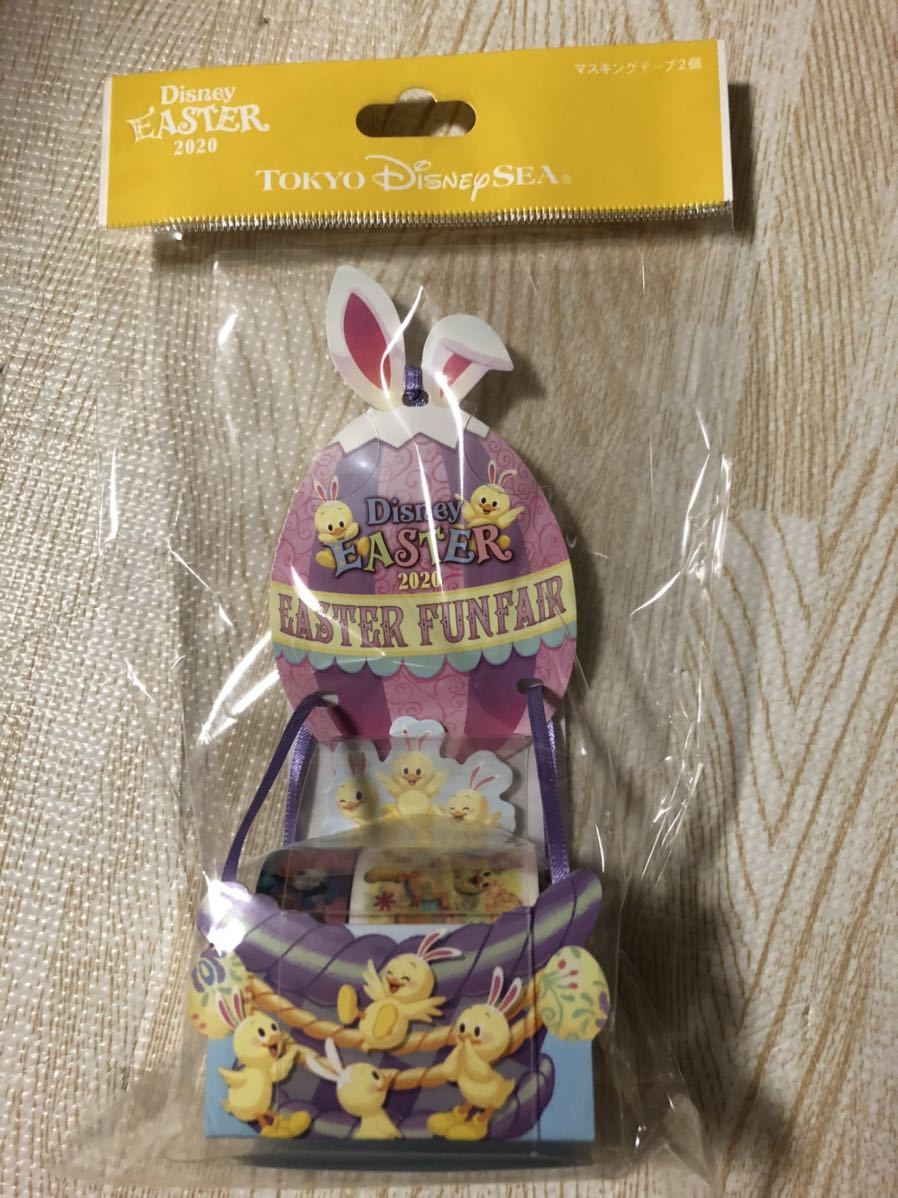 Disney
EASTER
2020
マスキングテープ2個
TOKYO DISNEYSEA®
Disney
EASTER
2020
EASTER FUNFAIR